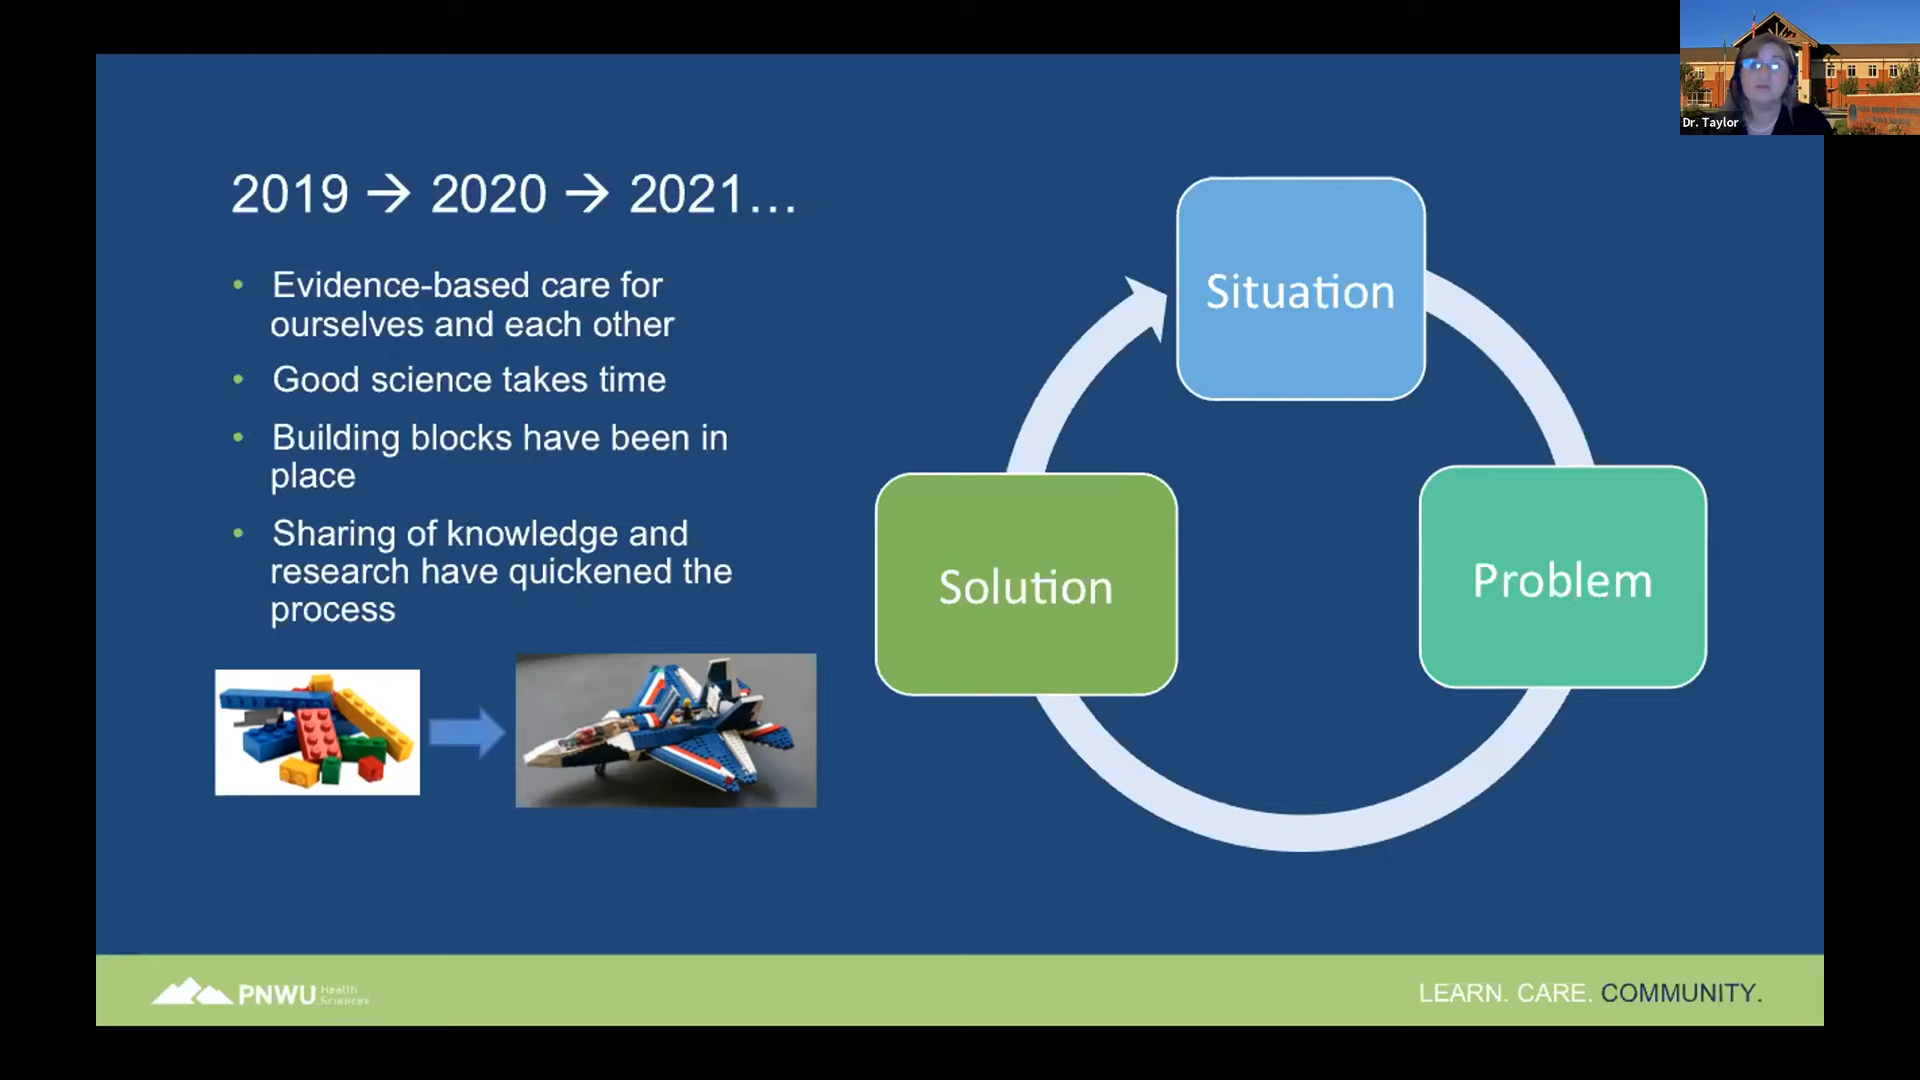 Dr. Taylor
2019 → 2020 → 2021...
• Evidence-based care for
ourselves and each other
• Good science takes time
• Building blocks have been in
place
• Sharing of knowledge and
research have quickened the
process
Situation
Problem
Solution
PNWU Health
Sciences
LEARN. CARE. COMMUNITY.